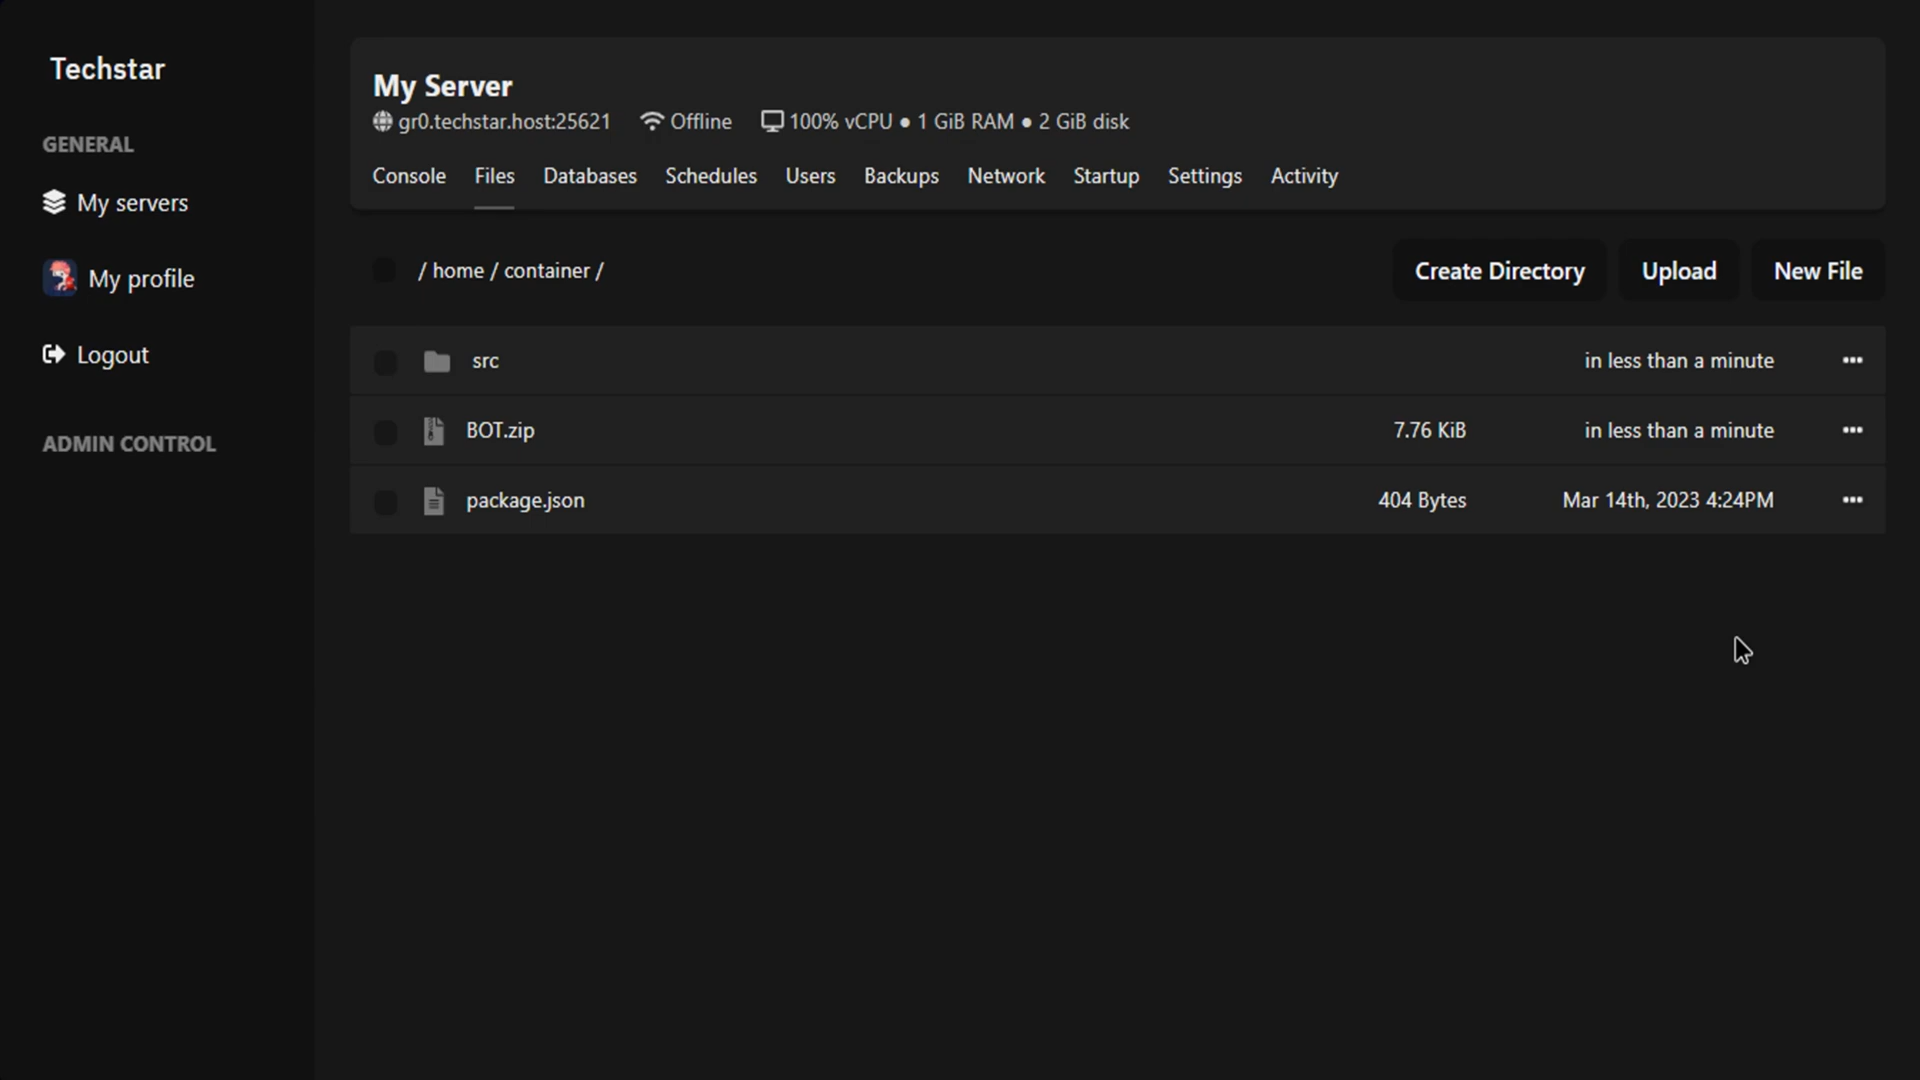 Techstar
GENERAL
My servers
My profile
Logout
ADMIN CONTROL
My Server
gr0.techstar.host:25621 Offline 100% vCPU ● 1 GiB RAM ● 2 GiB disk
Console Files Databases Schedules Users Backups Network Startup Settings Activity
/ home / container / Create Directory Upload New File
src in less than a minute
BOT.zip 7.76 KiB in less than a minute
package.json 404 Bytes Mar 14th, 2023 4:24PM